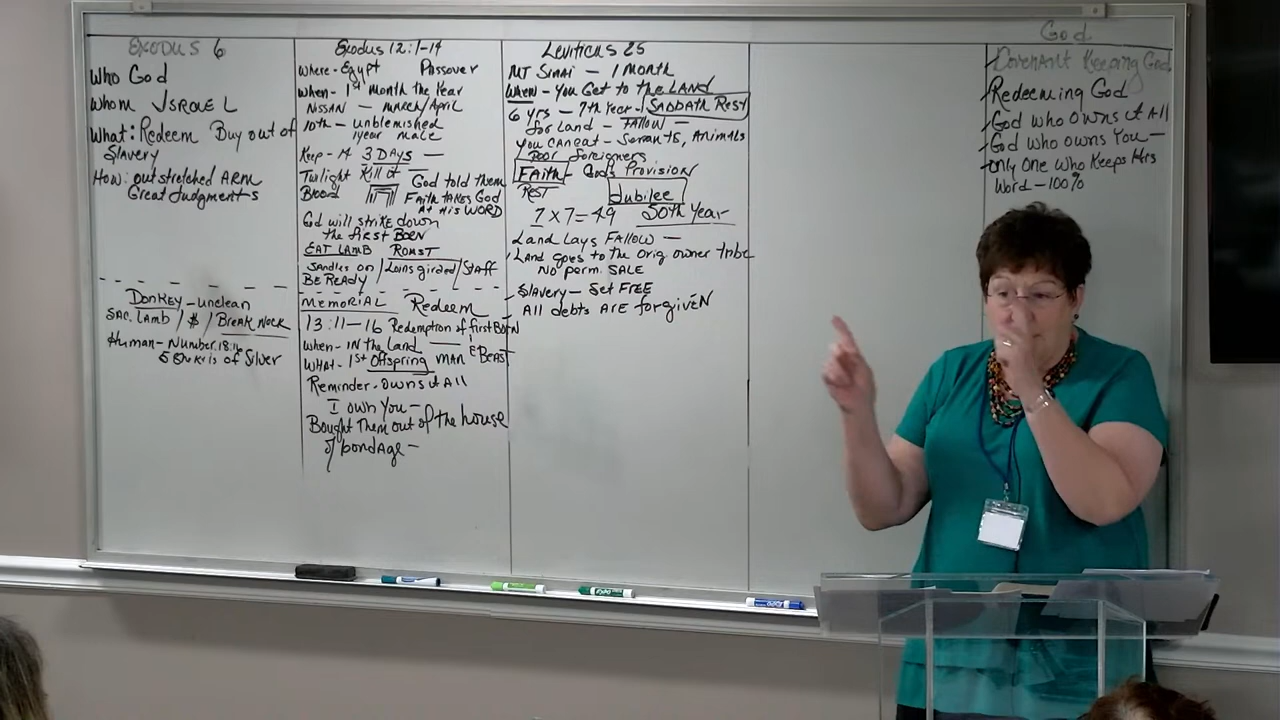 Exodus 6
Who God
Whom ISRAEL
What: Redeem Buy out of
Slavery
How: outstretched ARM
Great Judgments
Donkey - unclean
Sac. Lamb / $ / Break Neck
Human - Number 18:16
5 Shekels of Silver
Exodus 12:1-14
Where - Egypt Passover
When - 1st Month the Year
NISSAN - MARCH/April
10th - unblemished
1year male
Keep - 14 3 DAYS -
Twilight Kill it
Blood
God told them
FAITH TAKES GOD
AT His WORD
God will strike down
the First BORN
EAT LAMB ROAST
Sandles on / Loins girded / Staff
BE READY
Memorial Redeem
13:11-16 Redemption of first BORN
when - IN the Land
WHAT - 1st Offspring MAN & BEAST
Reminder - owns it All
I own You -
Bought Them out of the house
of bondage -
Leviticus 25
MT Sinai - 1 Month
When - You Get to the LAND
6 yrs - 7th Year - SABBATH REST
for Land - FALLOW -
you can eat - Servants, Animals
Poor foreigners
FAITH - God's Provision
REST
Jubilee
7 x 7 = 49 50th Year
Land Lays FALLOW -
Land goes to the orig owner tribe
No perm. SALE
Slavery - Set FREE
All debts ARE forgiveN
God
Covenant Keeping God
Redeeming God
God who owns it All
God who owns You -
only One who Keeps His
Word - 100%
EXPO